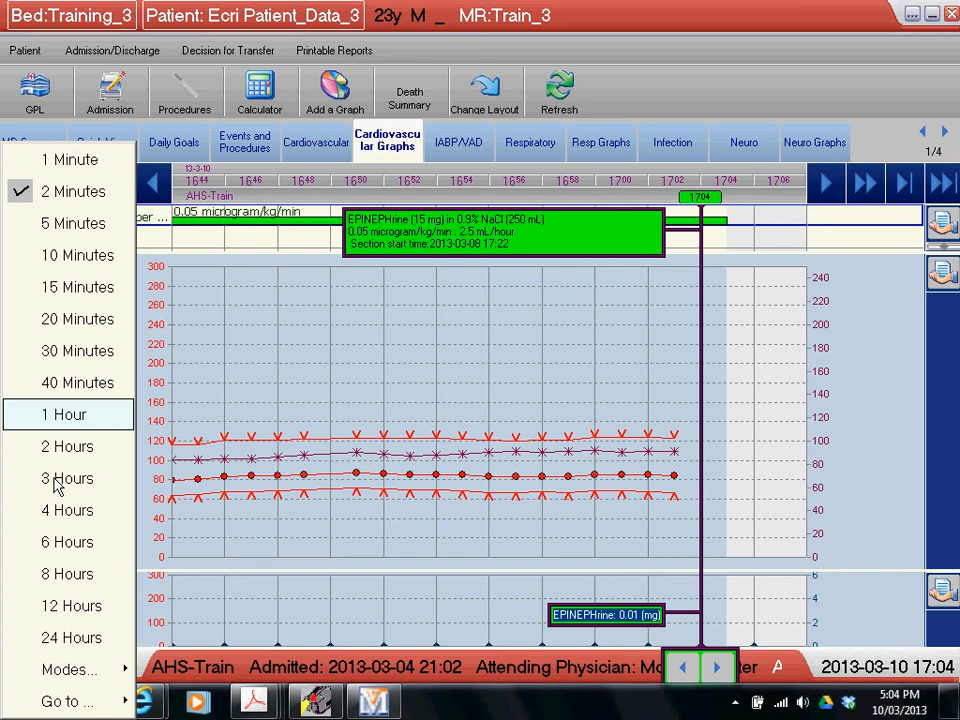 Bed:Training_3 Patient: Ecri Patient_Data_3 23y M _ MR:Train_3
Patient Admission/Discharge Decision for Transfer Printable Reports
GPL Admission Procedures Calculator Add a Graph Death Summary Change Layout Refresh
Daily Goals Events and Procedures Cardiovascular Cardiovascu lar Graphs IABP/VAD Respiratory Resp Graphs Infection Neuro Neuro Graphs 1/4
1 Minute
2 Minutes
5 Minutes
10 Minutes
15 Minutes
20 Minutes
30 Minutes
40 Minutes
1 Hour
2 Hours
3 Hours
4 Hours
6 Hours
8 Hours
12 Hours
24 Hours
Modes...
Go to ...
13-3-10
1644 1646 1648 1650 1652 1654 1656 1658 1700 1702 1704 1706
AHS-Train
1704
per ... 0.05 microgram/kg/min
EPINEPHrine (15 mg) in 0.9% NaCl (250 mL)
0.05 microgram/kg/min : 2.5 mL/hour
Section start time:2013-03-08 17:22
300
280 240
260 220
240
220 200
200 180
180 160
160 140
140 120
120 100
100 80
80 60
60
40 40
20 20
0 0
300 6
200 4
100 2
EPINEPHrine: 0.01 (mg)
AHS-Train Admitted: 2013-03-04 21:02 Attending Physician: A 2013-03-10 17:04
5:04 PM
10/03/2013